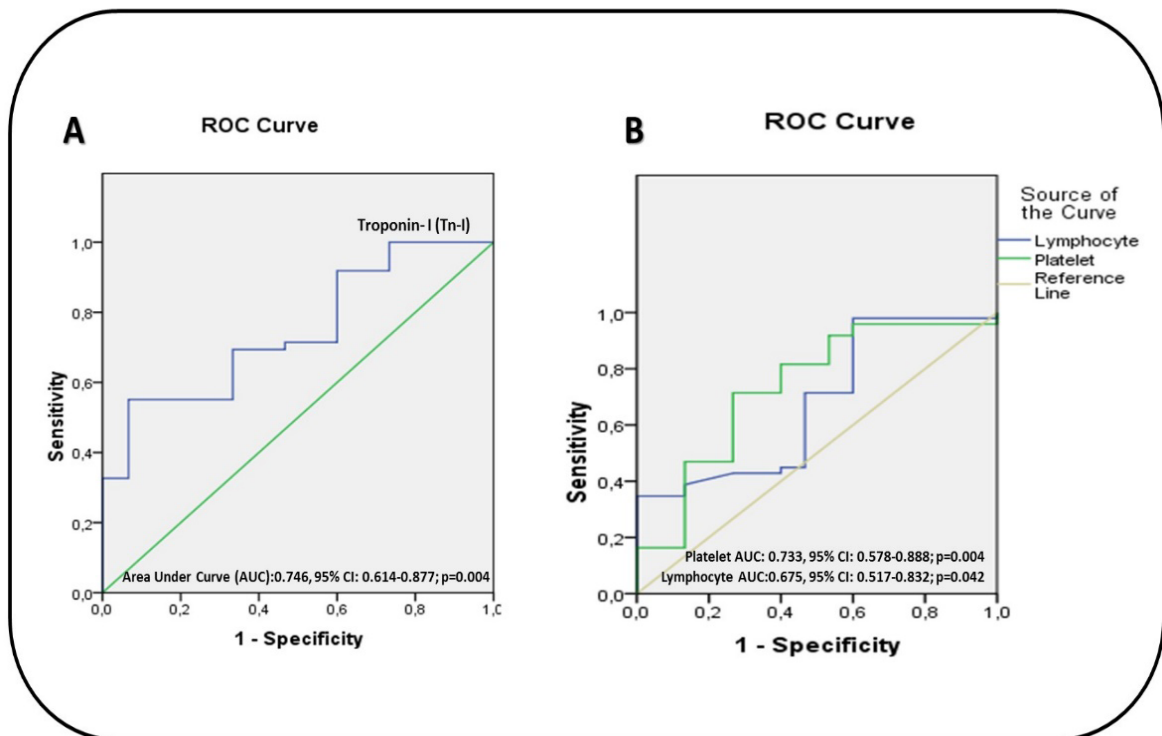 A
ROC Curve
Troponin- I (Tn-I)
1,0
0,8
0,6
0,4
0,2
0,0
Sensitivity
Area Under Curve (AUC):0.746, 95% CI: 0.614-0.877; p=0.004
0,0 0,2 0,4 0,6 0,8 1,0
1 - Specificity
B
ROC Curve
Source of
the Curve
Lymphocyte
Platelet
Reference
Line
1,0
0,8
0,6
0,4
0,2
0,0
Sensitivity
Platelet AUC: 0.733, 95% CI: 0.578-0.888; p=0.004
Lymphocyte AUC:0.675, 95% CI: 0.517-0.832; p=0.042
0,0 0,2 0,4 0,6 0,8 1,0
1 - Specificity